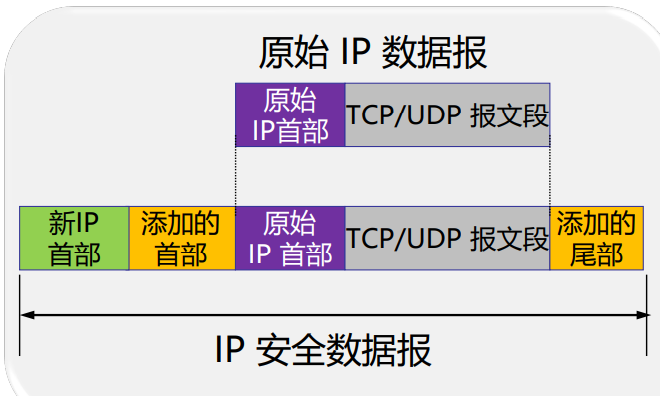 原始 IP 数据报
原始
IP首部
TCP/UDP 报文段
新IP
首部
添加的
首部
原始
IP 首部
TCP/UDP 报文段
添加的
尾部
IP 安全数据报